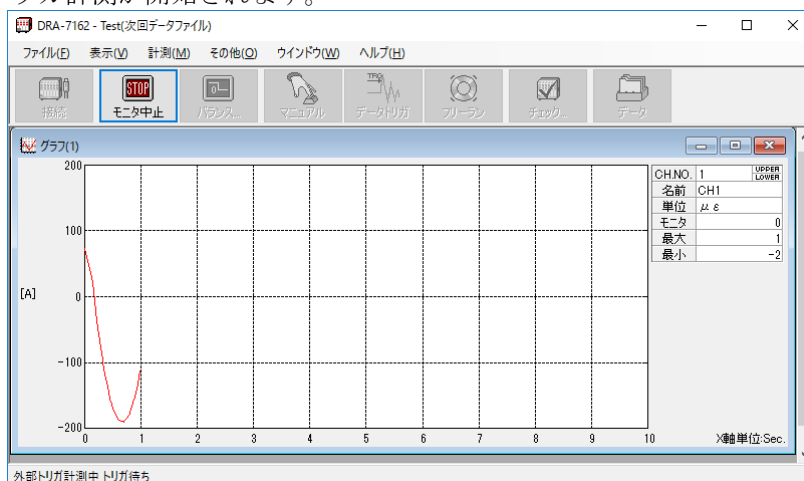 DRA-7162 - Test(次回データファイル)
ファイル(F) 表示(V) 計測(M) その他(O) ウインドウ(W) ヘルプ(H)
接続 モニタ中止 バランス... マニュアル データトリガ フリーラン チェック... データ
STOP
TRG
グラフ(1)
200
100
[A] 0
-100
-200
0 1 2 3 4 5 6 7 8 9 10 X軸単位:Sec.
CH.NO. 1 UPPER LOWER
名前 CH1
単位 με
モニタ 0
最大 1
最小 -2
外部トリガ計測中 トリガ待ち